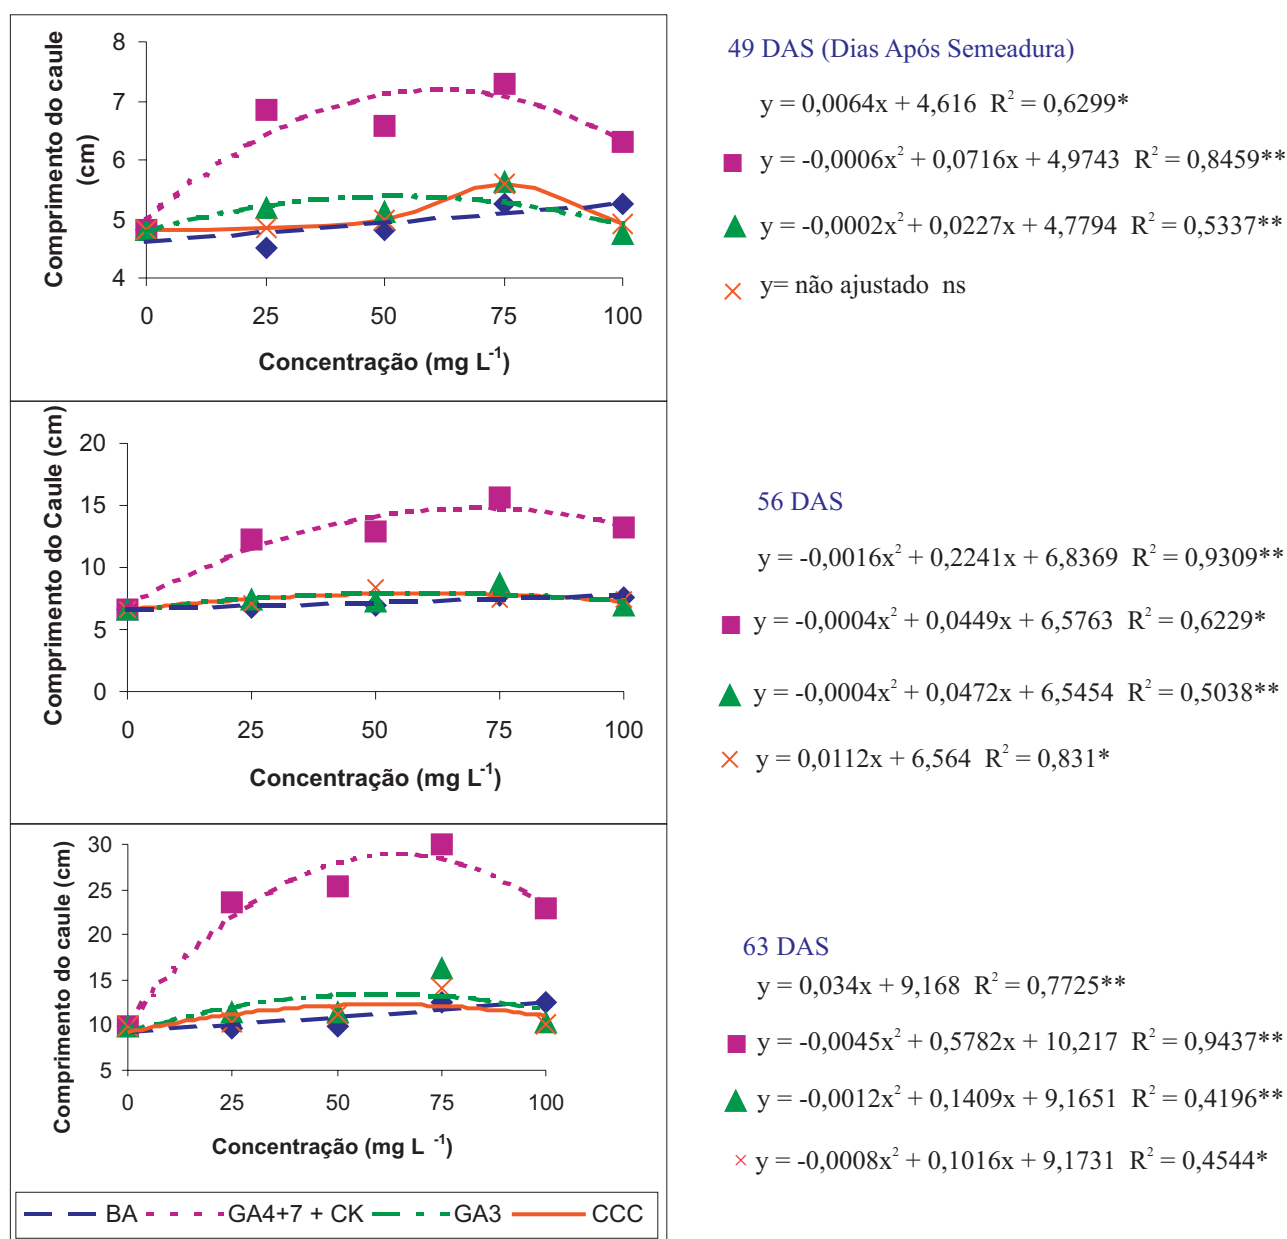 8
7
6
5
4
Comprimento do caule
(cm)
0 25 50 75 100
Concentração (mg L⁻¹)
49 DAS (Dias Após Semeadura)
y = 0,0064x + 4,616 R² = 0,6299*
y = -0,0006x² + 0,0716x + 4,9743 R² = 0,8459**
y = -0,0002x² + 0,0227x + 4,7794 R² = 0,5337**
y= não ajustado ns
20
15
10
5
0
Comprimento do Caule (cm)
0 25 50 75 100
Concentração (mg L⁻¹)
56 DAS
y = -0,0016x² + 0,2241x + 6,8369 R² = 0,9309**
y = -0,0004x² + 0,0449x + 6,5763 R² = 0,6229*
y = -0,0004x² + 0,0472x + 6,5454 R² = 0,5038**
y = 0,0112x + 6,564 R² = 0,831*
30
25
20
15
10
5
Comprimento do caule (cm)
0 25 50 75 100
Concentração (mg L ⁻¹)
63 DAS
y = 0,034x + 9,168 R² = 0,7725**
y = -0,0045x² + 0,5782x + 10,217 R² = 0,9437**
y = -0,0012x² + 0,1409x + 9,1651 R² = 0,4196**
y = -0,0008x² + 0,1016x + 9,1731 R² = 0,4544*
BA GA4+7 + CK GA3 CCC